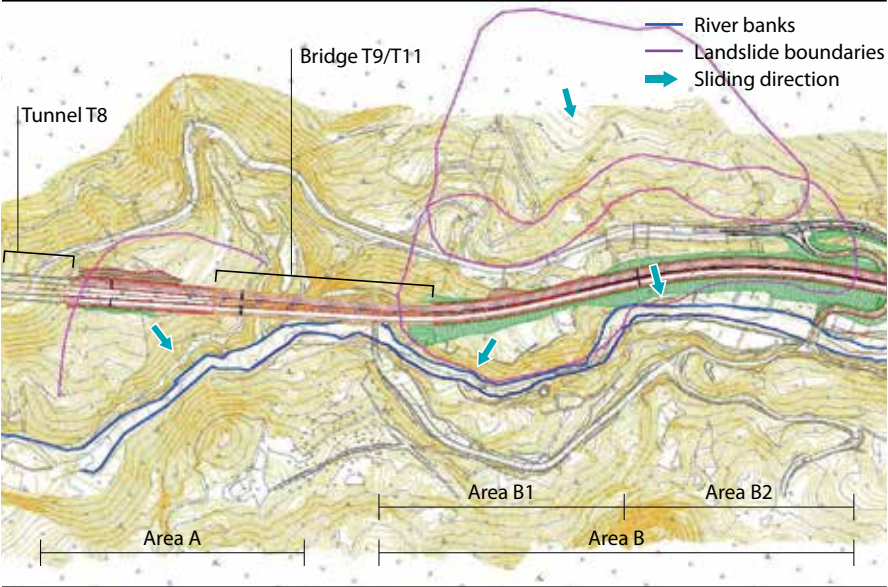 River banks
Bridge T9/T11
Landslide boundaries
Sliding direction
Tunnel T8
Area B1
Area B2
Area A
Area B